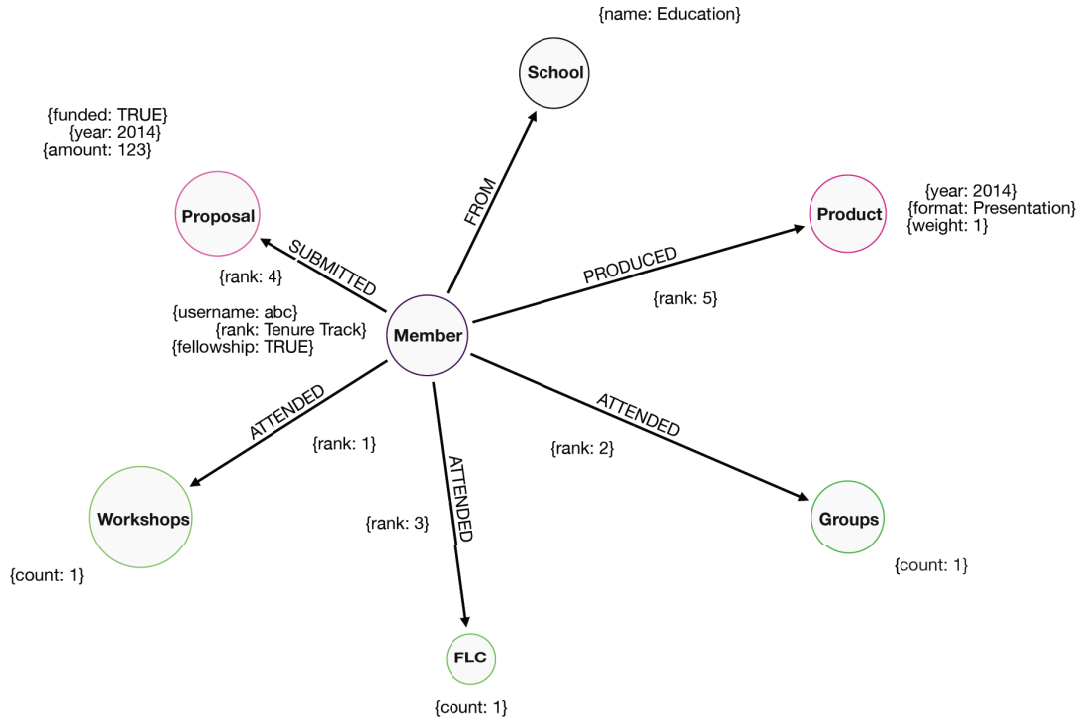 {name: Education}
School
{funded: TRUE}
{year: 2014}
{amount: 123}
Proposal
FROM
{year: 2014}
{format: Presentation}
{weight: 1}
Product
SUBMITTED
{rank: 4}
PRODUCED
{rank: 5}
{username: abc}
{rank: Tenure Track}
{fellowship: TRUE}
Member
ATTENDED
{rank: 1}
ATTENDED
{rank: 3}
ATTENDED
{rank: 2}
Workshops
{count: 1}
Groups
{count: 1}
FLC
{count: 1}